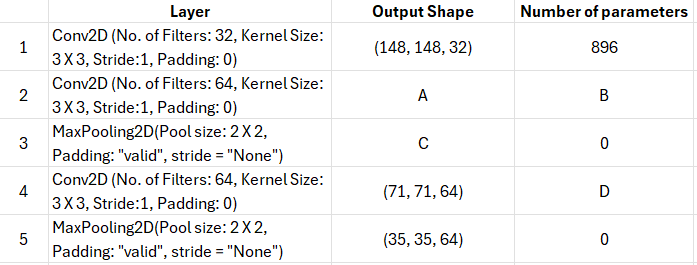 Layer Output Shape Number of parameters
1 Conv2D (No. of Filters: 32, Kernel Size: 3 X 3, Stride:1, Padding: 0) (148, 148, 32) 896
2 Conv2D (No. of Filters: 64, Kernel Size: 3 X 3, Stride:1, Padding: 0) A B
3 MaxPooling2D(Pool size: 2 X 2, Padding: "valid", stride = "None") C 0
4 Conv2D (No. of Filters: 64, Kernel Size: 3 X 3, Stride:1, Padding: 0) (71, 71, 64) D
5 MaxPooling2D(Pool size: 2 X 2, Padding: "valid", stride = "None") (35, 35, 64) 0